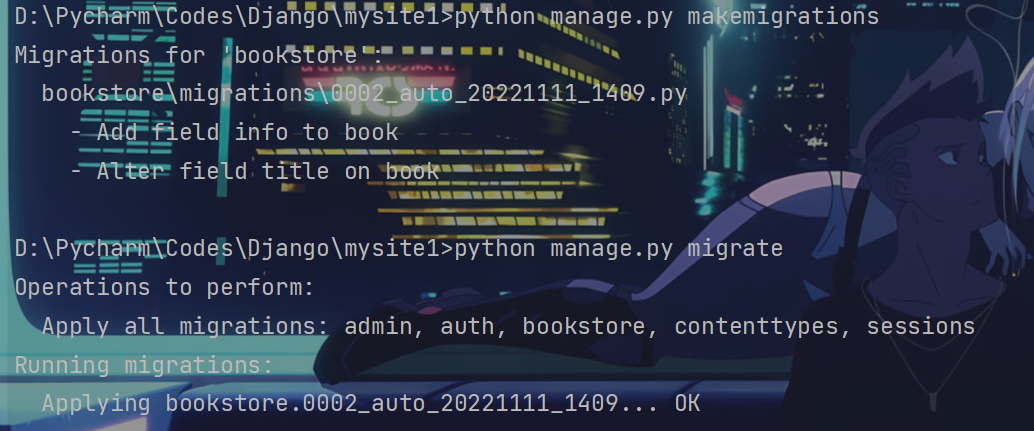 D:\Pycharm\Codes\Django\mysite1>python manage.py makemigrations
Migrations for 'bookstore':
  bookstore\migrations\0002_auto_20221111_1409.py
    - Add field info to book
    - Alter field title on book

D:\Pycharm\Codes\Django\mysite1>python manage.py migrate
Operations to perform:
  Apply all migrations: admin, auth, bookstore, contenttypes, sessions
Running migrations:
  Applying bookstore.0002_auto_20221111_1409... OK